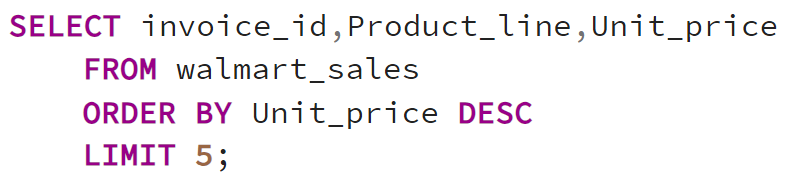 SELECT invoice_id,Product_line,Unit_price
FROM walmart_sales
ORDER BY Unit_price DESC
LIMIT 5;